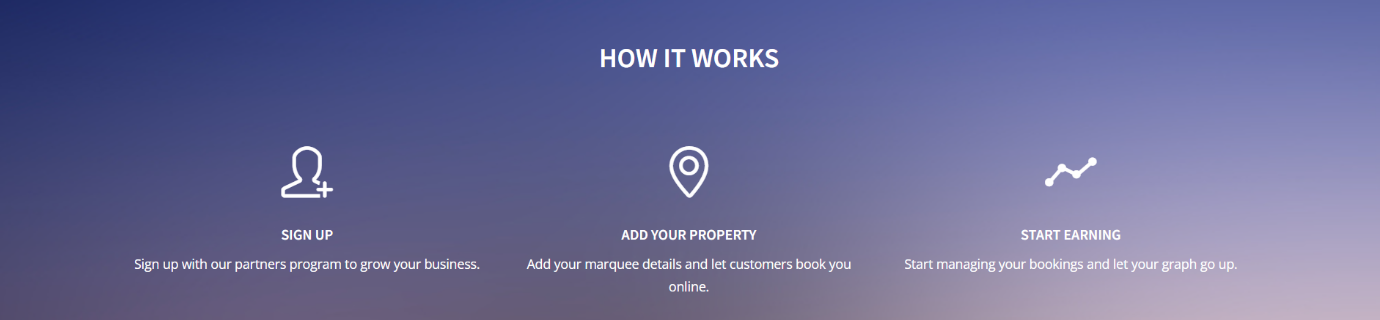 HOW IT WORKS
SIGN UP
Sign up with our partners program to grow your business.
ADD YOUR PROPERTY
Add your marquee details and let customers book you
online.
START EARNING
Start managing your bookings and let your graph go up.